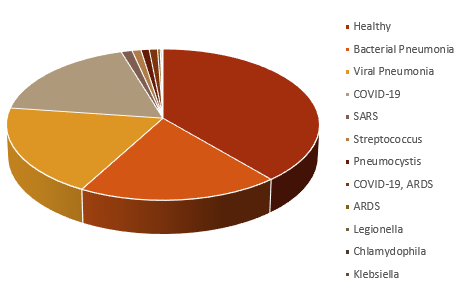 Healthy
Bacterial Pneumonia
Viral Pneumonia
COVID-19
SARS
Streptococcus
Pneumocystis
COVID-19, ARDS
ARDS
Legionella
Chlamydophila
Klebsiella